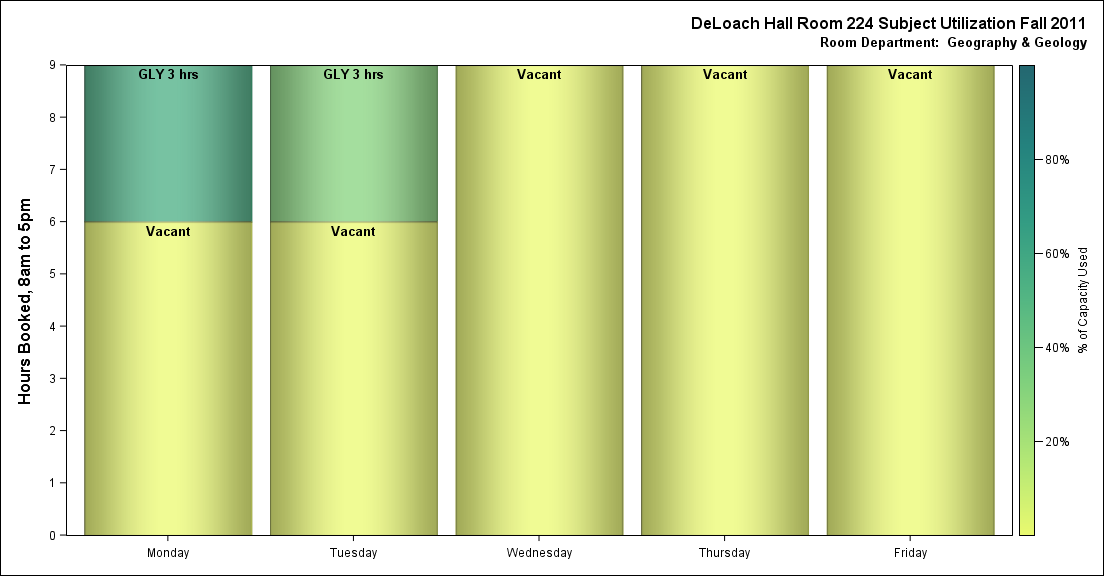 DeLoach Hall Room 224 Subject Utilization Fall 2011
Room Department:  Geography & Geology
Hours Booked, 8am to 5pm
9
8
7
6
5
4
3
2
1
0
GLY 3 hrs
GLY 3 hrs
Vacant
Vacant
Vacant
Vacant
Vacant
Monday
Tuesday
Wednesday
Thursday
Friday
80%
60%
40%
20%
% of Capacity Used